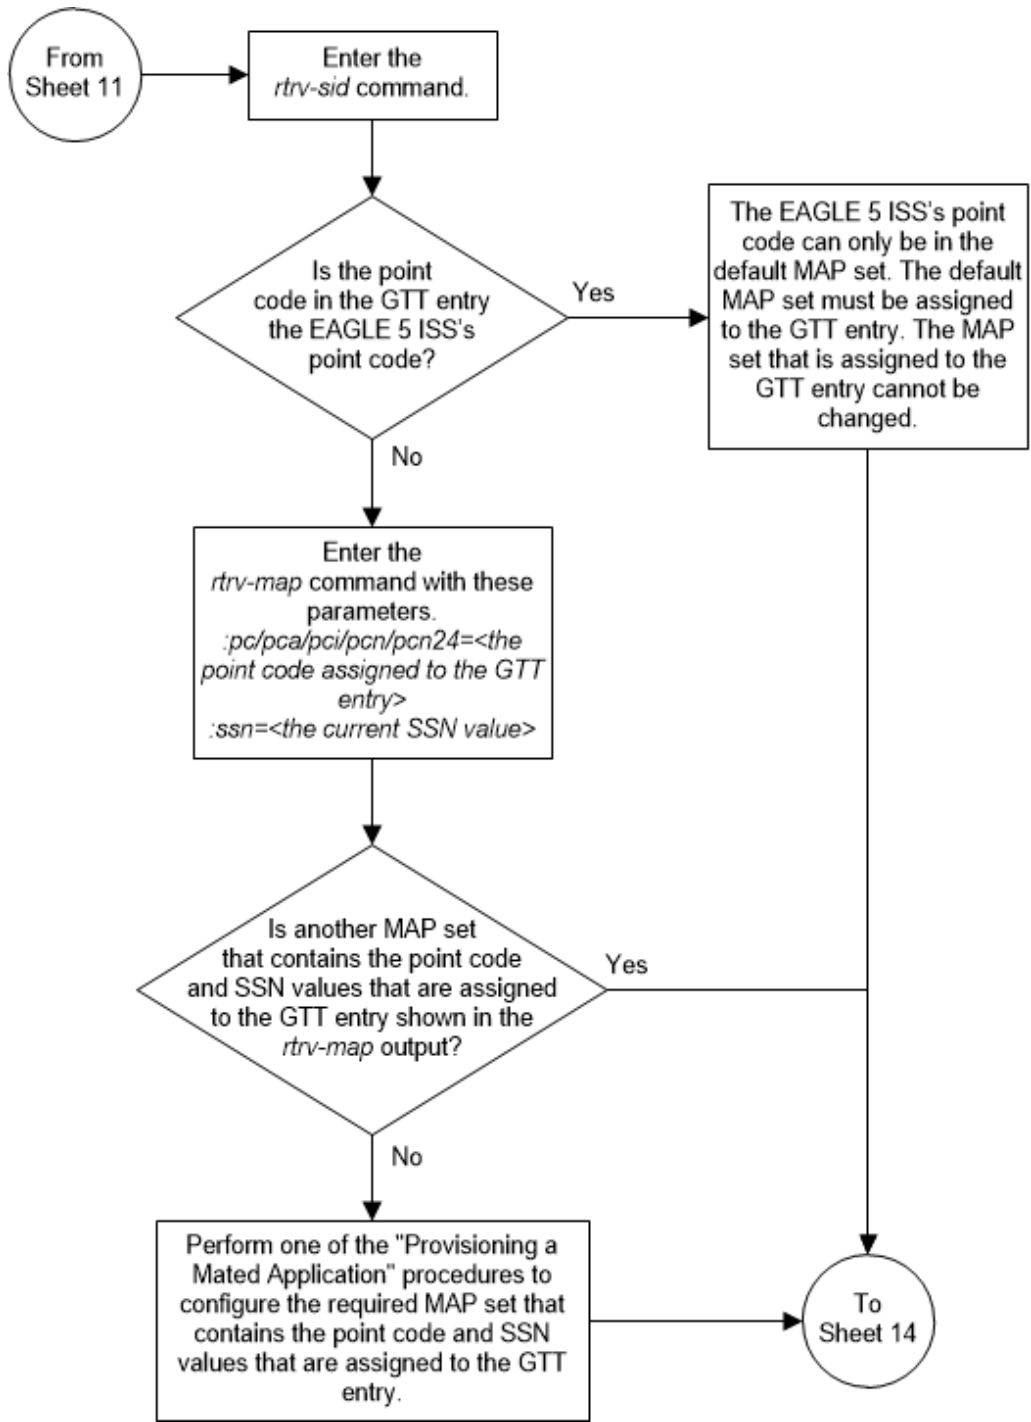 From
Sheet 11
Enter the
rtrv-sid command.
Is the point
code in the GTT entry
the EAGLE 5 ISS's
point code?
Yes
The EAGLE 5 ISS's point
code can only be in the
default MAP set. The default
MAP set must be assigned
to the GTT entry. The MAP
set that is assigned to the
GTT entry cannot be
changed.
No
Enter the
rtrv-map command with these
parameters.
:pc/pca/pci/pcn/pcn24=<the
point code assigned to the GTT
entry>
:ssn=<the current SSN value>
Is another MAP set
that contains the point code
and SSN values that are assigned
to the GTT entry shown in the
rtrv-map output?
Yes
No
Perform one of the "Provisioning a
Mated Application" procedures to
configure the required MAP set that
contains the point code and SSN
values that are assigned to the GTT
entry.
To
Sheet 14